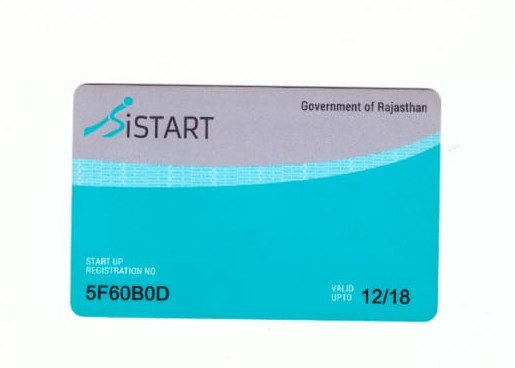 iSTART
Government of Rajasthan
START UP
REGISTRATION NO
5F60B0D
VALID
UPTO
12/18